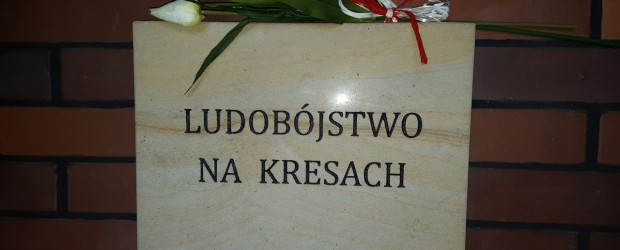 LUDOBÓJSTWO
NA KRESACH